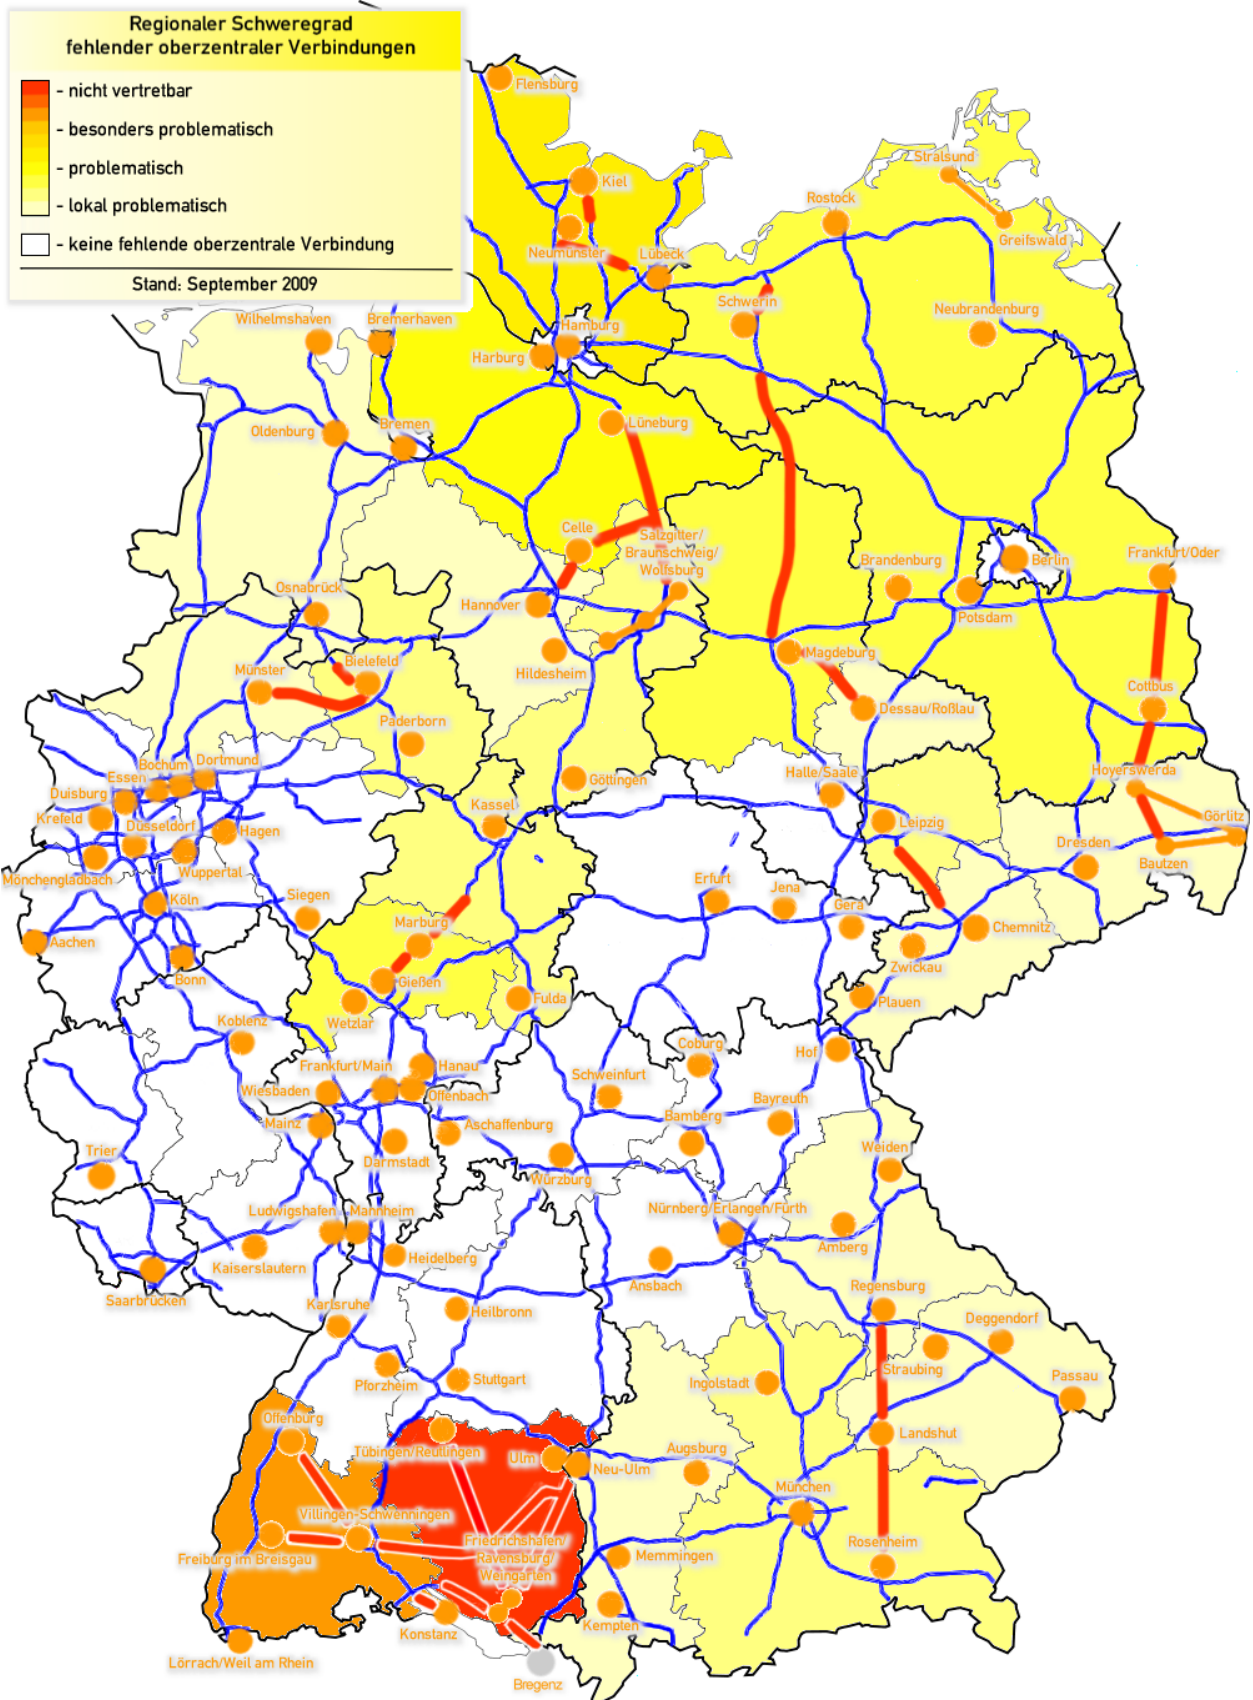 Regionaler Schweregrad
fehlender oberzentraler Verbindungen
- nicht vertretbar
- besonders problematisch
- problematisch
- lokal problematisch
- keine fehlende oberzentrale Verbindung
Stand: September 2009
Flensburg
Kiel
Neumünster
Lübeck
Stralsund
Rostock
Greifswald
Schwerin
Neubrandenburg
Wilhelmshaven
Bremerhaven
Hamburg
Harburg
Lüneburg
Oldenburg
Bremen
Celle
Salzgitter/
Braunschweig/
Wolfsburg
Brandenburg
Berlin
Frankfurt/Oder
Osnabrück
Hannover
Potsdam
Hildesheim
Magdeburg
Münster
Bielefeld
Cottbus
Dessau/Roßlau
Paderborn
Bochum
Dortmund
Essen
Duisburg
Göttingen
Halle/Saale
Hoyerswerda
Krefeld
Düsseldorf
Hagen
Kassel
Leipzig
Görlitz
Mönchengladbach
Wuppertal
Dresden
Bautzen
Köln
Siegen
Erfurt
Jena
Gera
Marburg
Chemnitz
Aachen
Zwickau
Bonn
Gießen
Fulda
Plauen
Wetzlar
Koblenz
Coburg
Hof
Frankfurt/Main
Hanau
Wiesbaden
Offenbach
Schweinfurt
Bayreuth
Mainz
Aschaffenburg
Bamberg
Trier
Darmstadt
Würzburg
Weiden
Ludwigshafen
Mannheim
Nürnberg/Erlangen/Fürth
Kaiserslautern
Heidelberg
Amberg
Saarbrücken
Ansbach
Regensburg
Karlsruhe
Heilbronn
Deggendorf
Straubing
Pforzheim
Stuttgart
Ingolstadt
Passau
Offenburg
Tübingen/Reutlingen
Ulm
Neu-Ulm
Augsburg
Landshut
München
Villingen-Schwenningen
Freiburg im Breisgau
Friedrichshafen/
Ravensburg/
Weingarten
Memmingen
Rosenheim
Konstanz
Kempten
Lörrach/Weil am Rhein
Bregenz